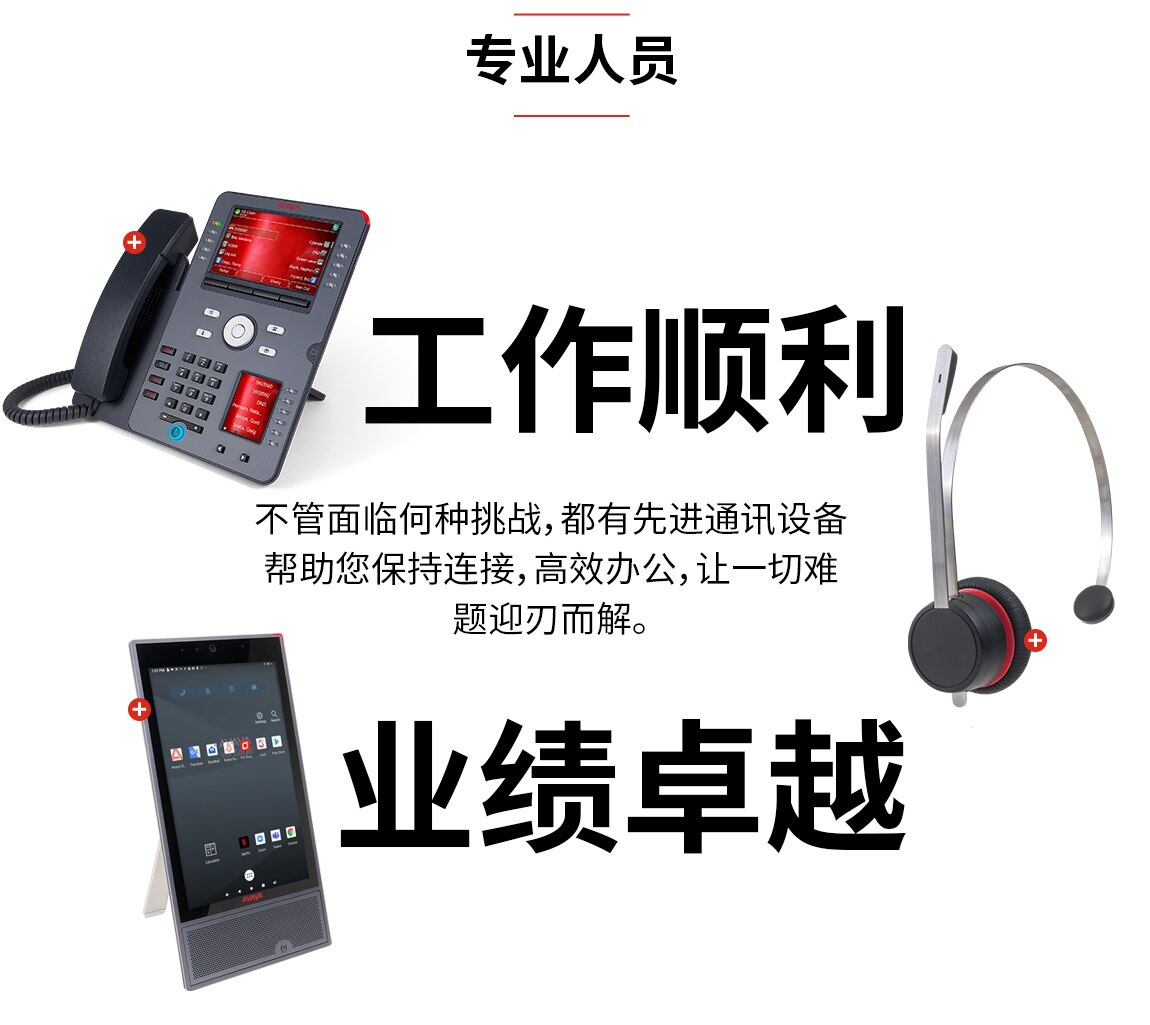 专业人员
AVAYA
工作顺利
不管面临何种挑战，都有先进通讯设备
帮助您保持连接，高效办公，让一切难
题迎刃而解。
业绩卓越
AVAYA